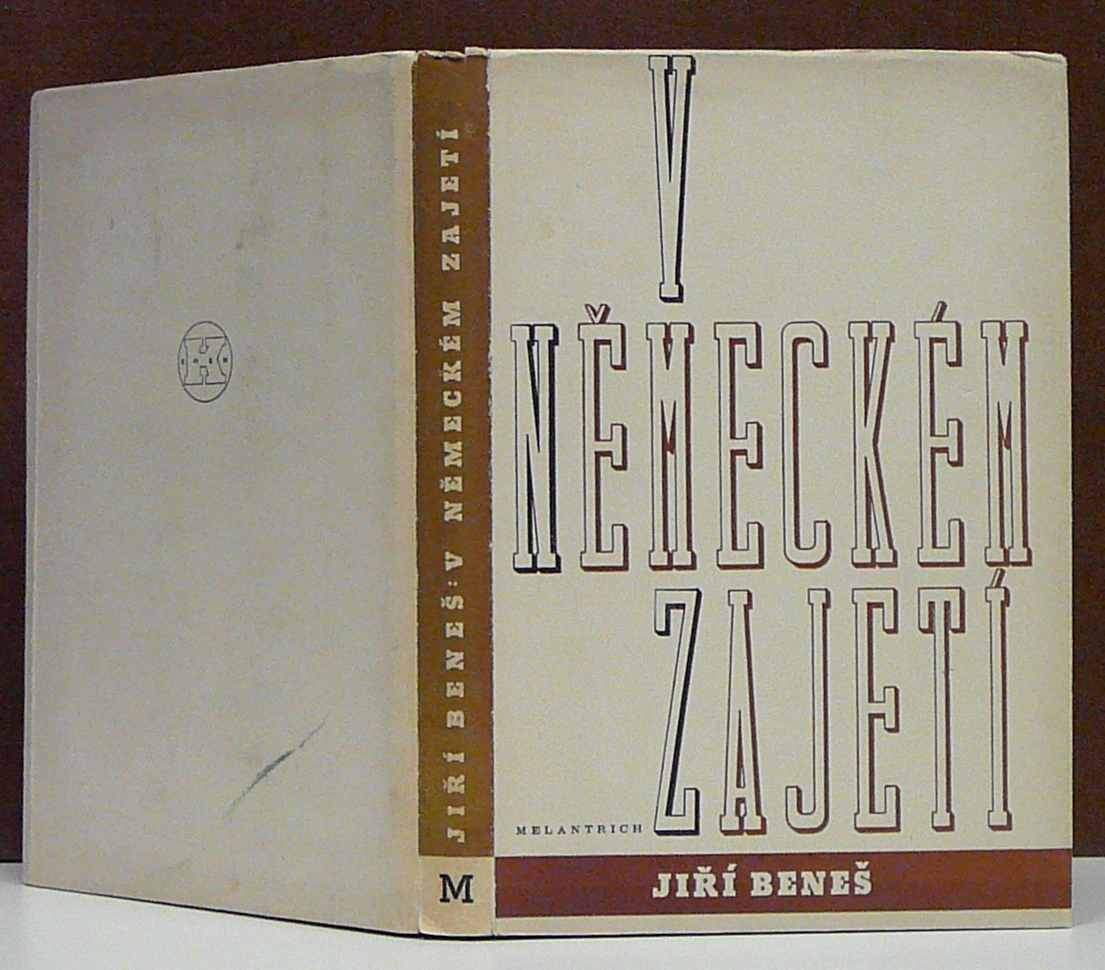 V
NĚMECKÉM
ZAJETÍ
MELANTRICH
JIŘÍ BENEŠ
JIŘÍ BENEŠ: V NĚMECKÉM ZAJETÍ
M